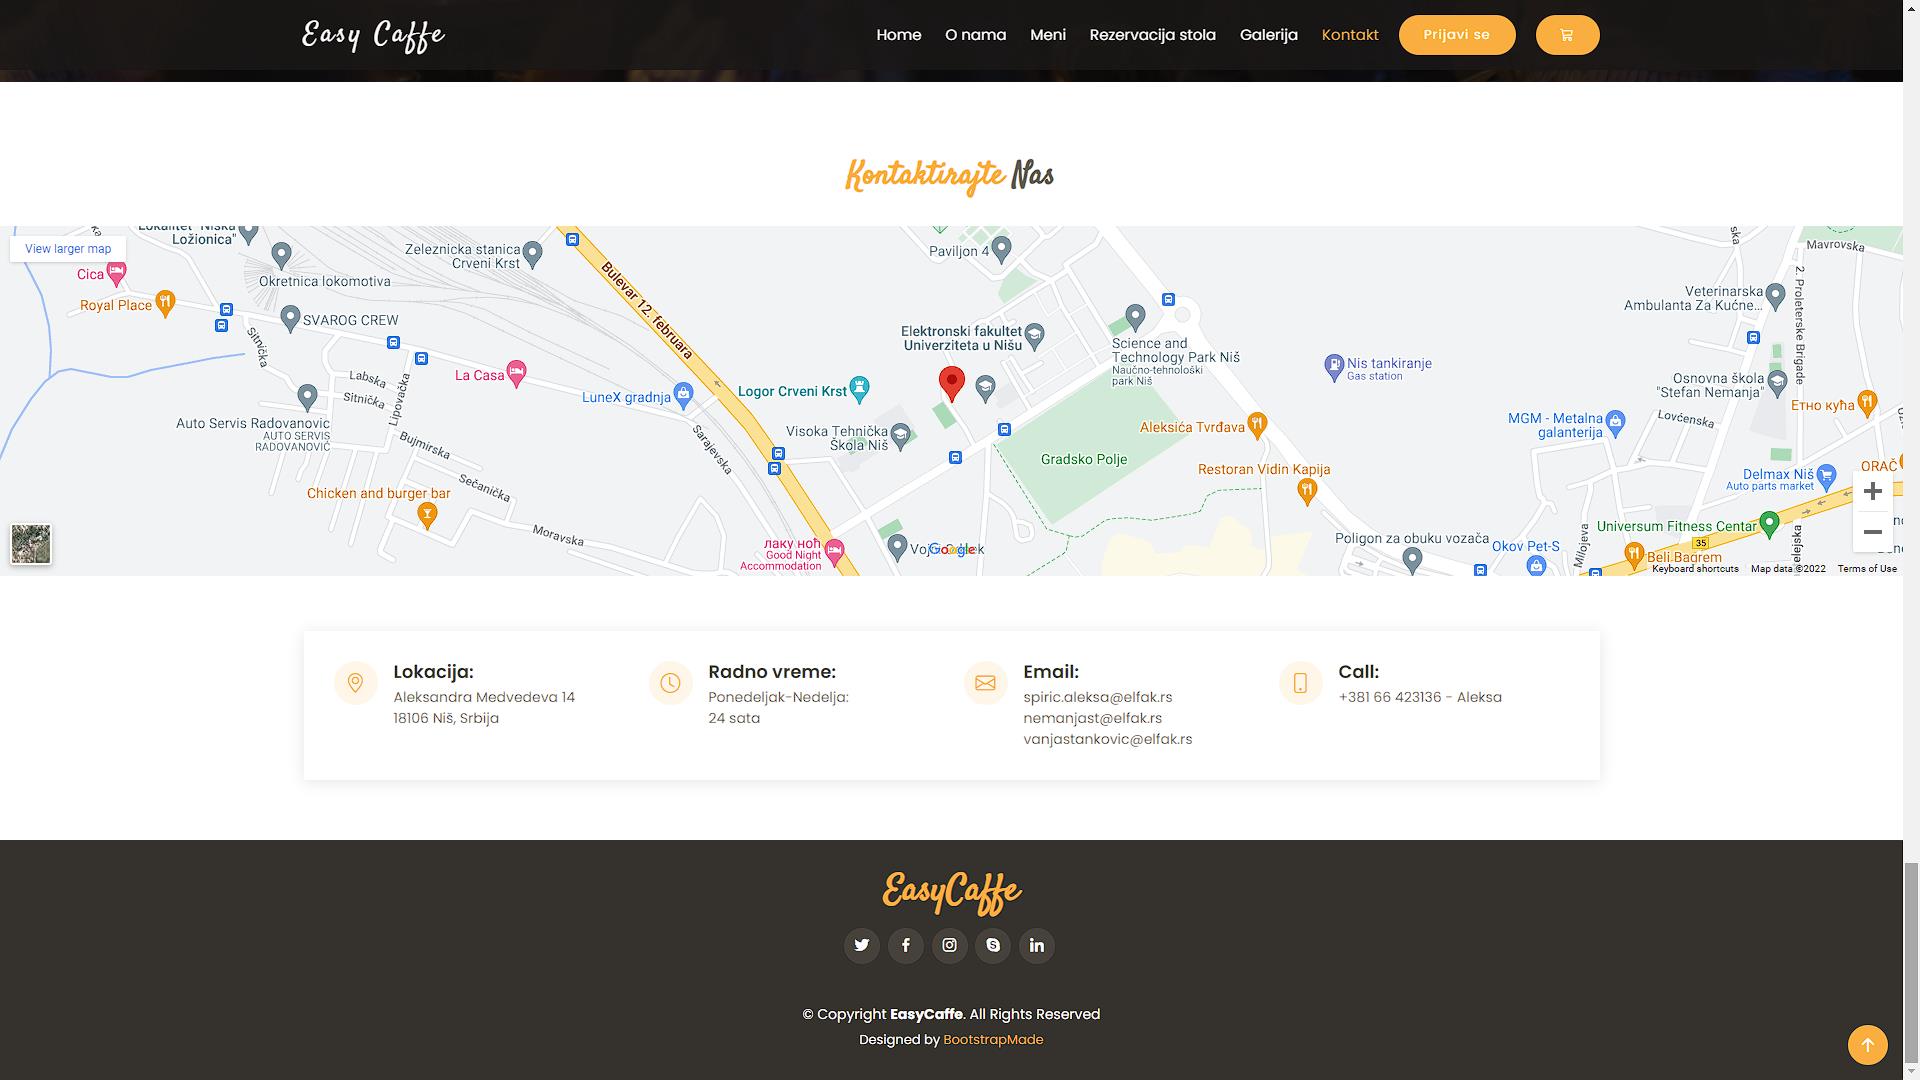 Easy Caffe
Home
O nama
Meni
Rezervacija stola
Galerija
Kontakt
Prijavi se
Kontaktirajte Nas
View larger map
Lokalitet "Niška
Ložionica"
Zeleznicka stanica
Crveni Krst
Bulevar 12. februara
Paviljon 4
Mavrovska
Cica
Okretnica lokomotiva
Royal Place
SVAROG CREW
Sitnička
Elektronski fakultet
Univerziteta u Nišu
Science and
Technology Park Niš
Naučno-tehnološki
park Niš
Veterinarska
Ambulanta Za Kućne...
2. Proleterske Brigade
Nis tankiranje
Gas station
La Casa
Labska
Sitnička
Lipovačka
LuneX gradnja
Logor Crveni Krst
Osnovna škola
"Stefan Nemanja"
Етно кућа
Auto Servis Radovanovic
AUTO SERVIS
RADOVANOVIĆ
Bujmirska
Sarajevska
Visoka Tehnička
Škola Niš
Aleksića Tvrđava
MGM - Metalna
galanterija
Lovćenska
Gradsko Polje
Restoran Vidin Kapija
Sečanička
Delmax Niš
Auto parts market
ORAČ
Chicken and burger bar
Moravska
лаку ноћ
Good Night
Accommodation
Google
Poligon za obuku vozača
Okov Pet-S
Milojeva
Universum Fitness Centar
35
Beli Bagrem
Keyboard shortcuts
Map data ©2022
Terms of Use
Lokacija:
Aleksandra Medvedeva 14
18106 Niš, Srbija
Radno vreme:
Ponedeljak-Nedelja:
24 sata
Email:
spiric.aleksa@elfak.rs
nemanjast@elfak.rs
vanjastankovic@elfak.rs
Call:
+381 66 423136 - Aleksa
EasyCaffe
© Copyright EasyCaffe. All Rights Reserved
Designed by BootstrapMade